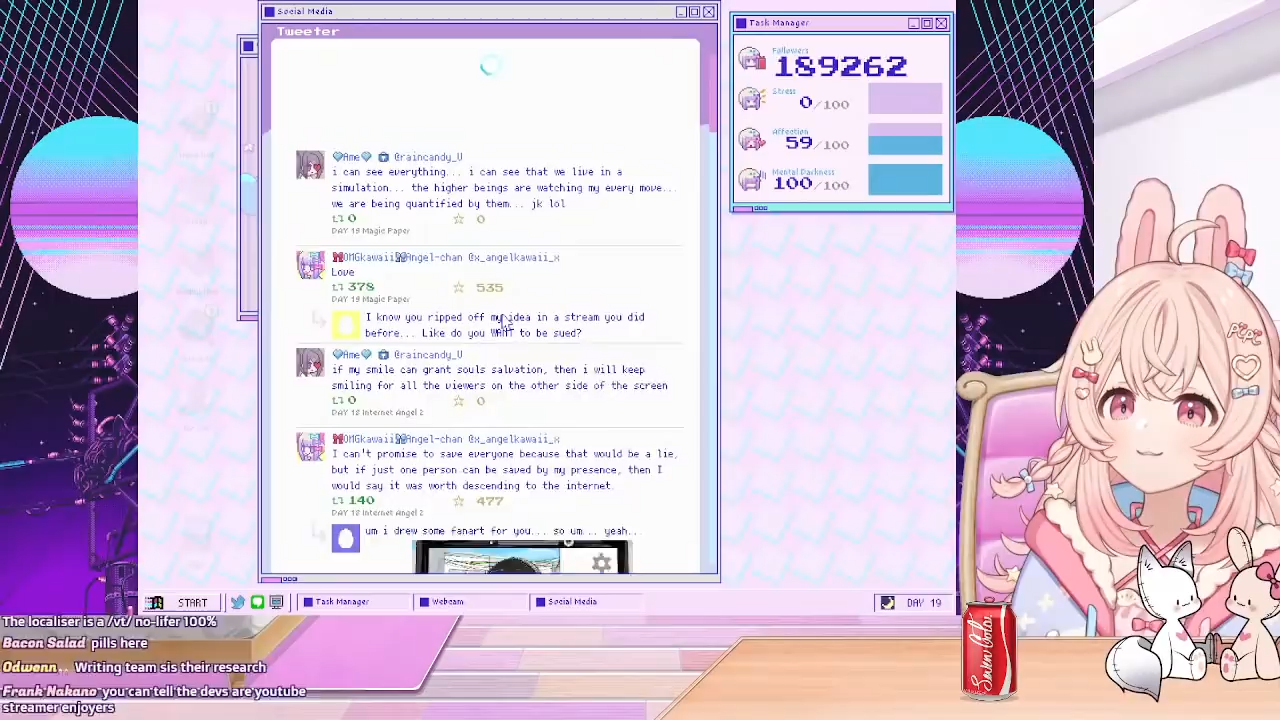 Social Media
Tweeter
Ame @raincandy_U
i can see everything... i can see that we live in a
simulation... the higher beings are watching my every move...
we are being quantified by them... jk lol
0 0
DAY 19 Magic Paper
OMGkawaii Angel-chan @x_angelkawaii_x
Love
378 535
DAY 19 Magic Paper
I know you ripped off my idea in a stream you did
before... Like do you WANT to be sued?
Ame @raincandy_U
if my smile can grant souls salvation, then i will keep
smiling for all the viewers on the other side of the screen
0 0
DAY 18 Internet Angel 2
OMGkawaii Angel-chan @x_angelkawaii_x
I can't promise to save everyone because that would be a lie,
but if just one person can be saved by my presence, then I
would say it was worth descending to the internet.
140 477
DAY 18 Internet Angel 2
um i drew some fanart for you... so um... yeah...
Task Manager
Followers
189262
Stress
0/100
Affection
59/100
Mental Darkness
100/100
START
Task Manager
Webcam
Social Media
DAY 19
The localiser is a /vt/ no-lifer 100%
Bacon Salad pills here
Odwenn.. Writing team sis their research
Frank Nakano you can tell the devs are youtube
streamer enjoyers
PiPi